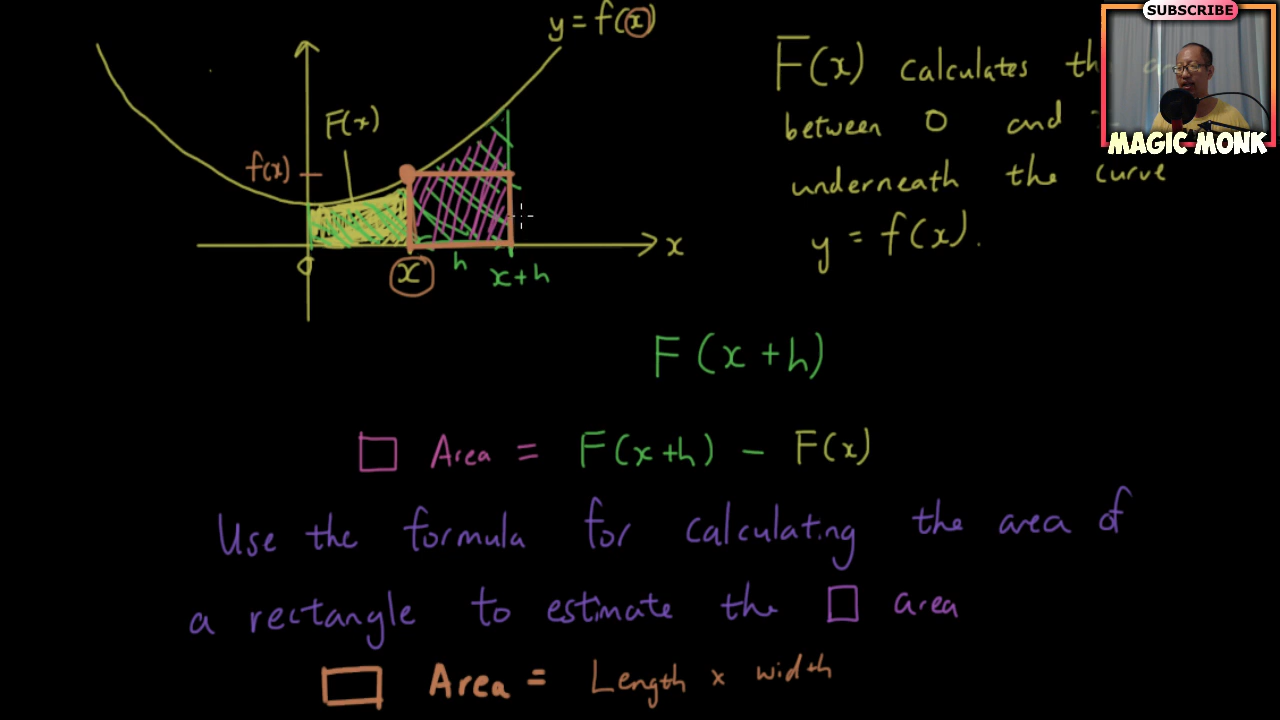 SUBSCRIBE
MAGIC MONK
y = f(x)
F(x)
f(x)
0
x
h
x+h
x
F(x) calculates
between 0 and
underneath the curve
y = f(x).
F(x+h)
Area = F(x+h) - F(x)
Use the formula for calculating the area of
a rectangle to estimate the area
Area = Length x width